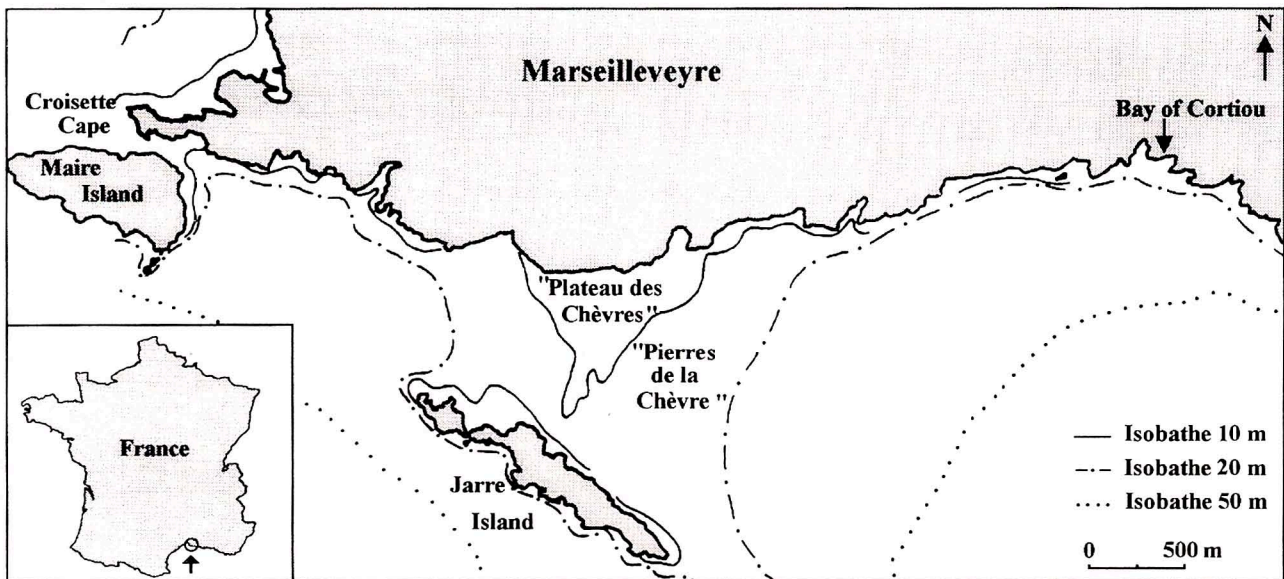 Marseilleveyre
N
Croisette
Cape
Bay of Cortiou
Maire
Island
"Plateau des
Chèvres"
"Pierres
de la
Chèvre"
France
Jarre
Island
Isobathe 10 m
Isobathe 20 m
Isobathe 50 m
0 500 m